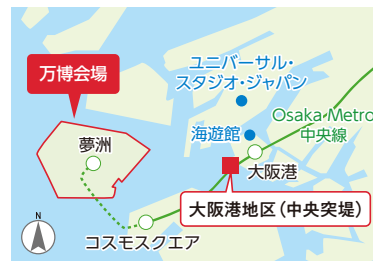 万博会場
ユニバーサル・
スタジオ・ジャパン
Osaka Metro
中央線
海遊館
夢洲
大阪港
大阪港地区(中央突堤)
コスモスクエア
N